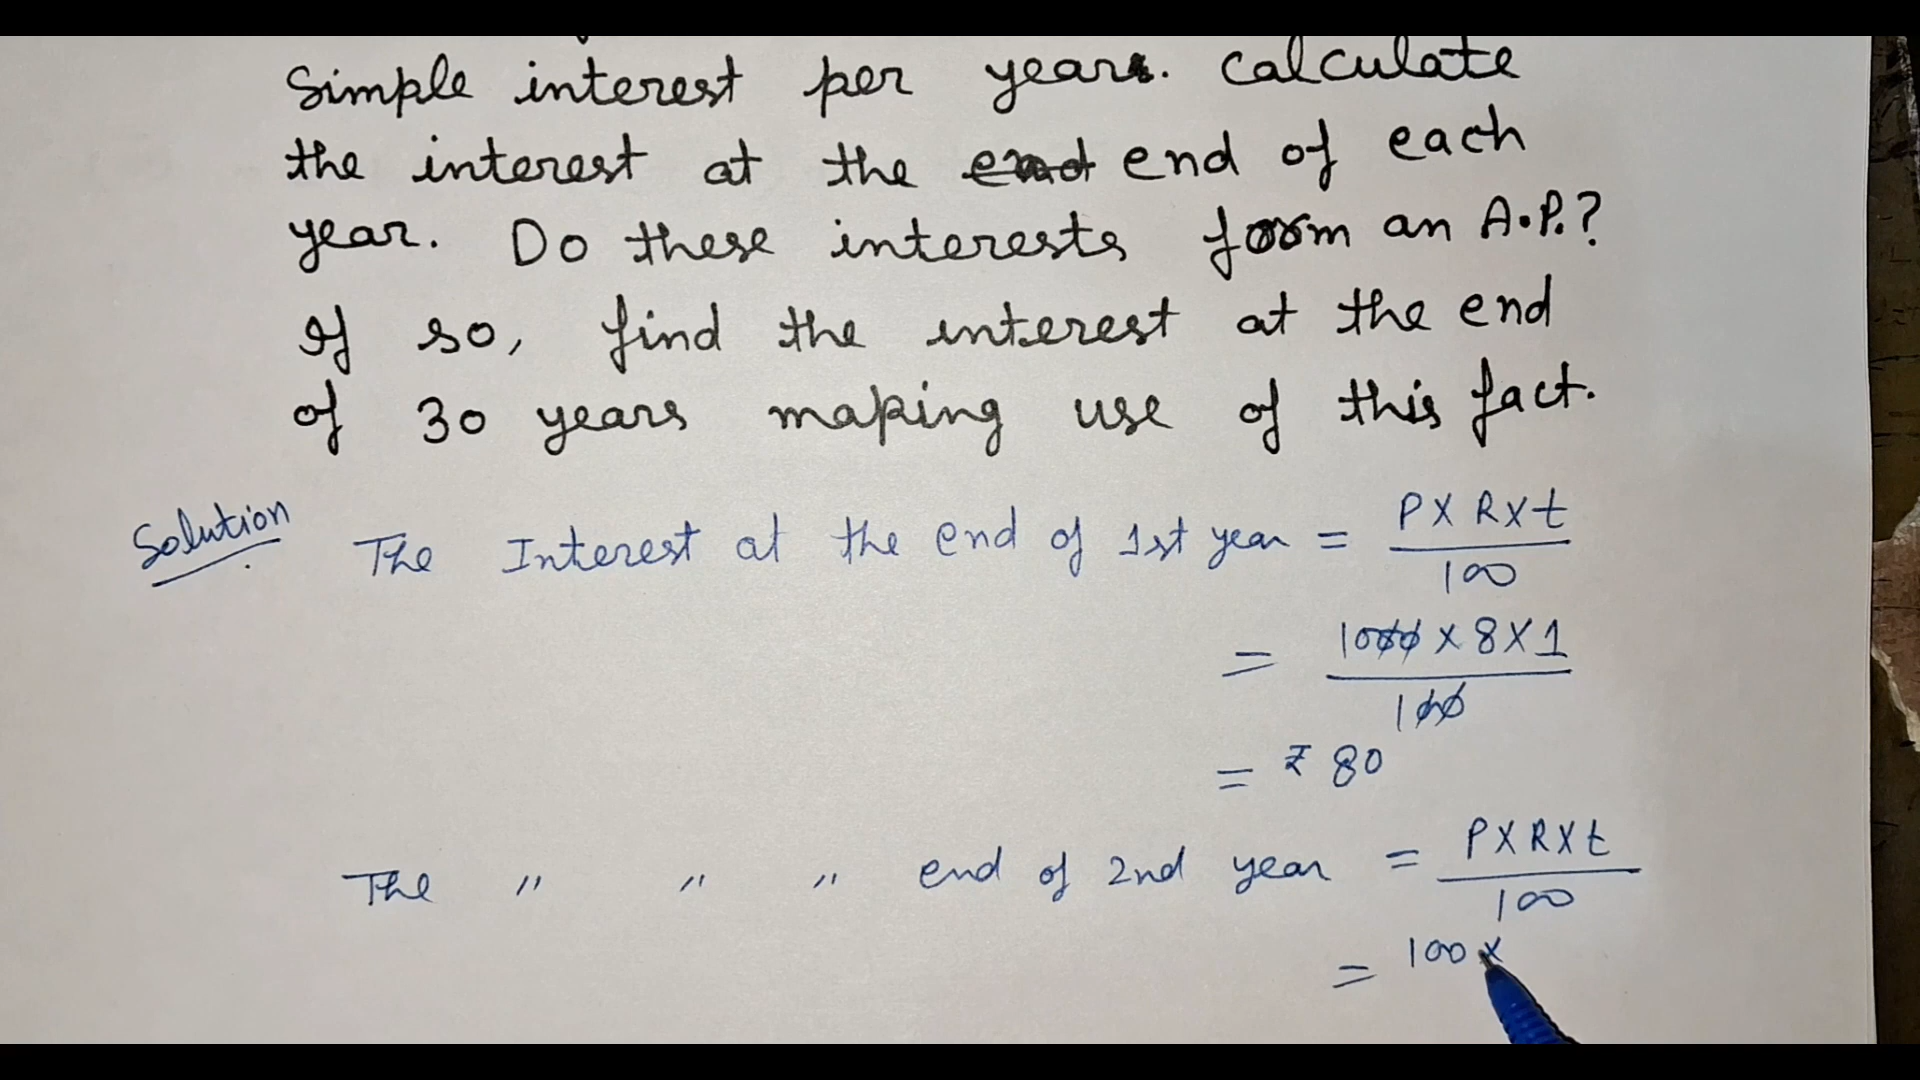 Simple interest per year. Calculate
the interest at the end end of each
year. Do these interests form an A.P.?
If so, find the interest at the end
of 30 years making use of this fact.
Solution The Interest at the end of 1st year = P X R X t / 100
= 1000 X 8 X 1 / 100
= ₹ 80
The " " " end of 2nd year = P X R X t / 100
= 100 X